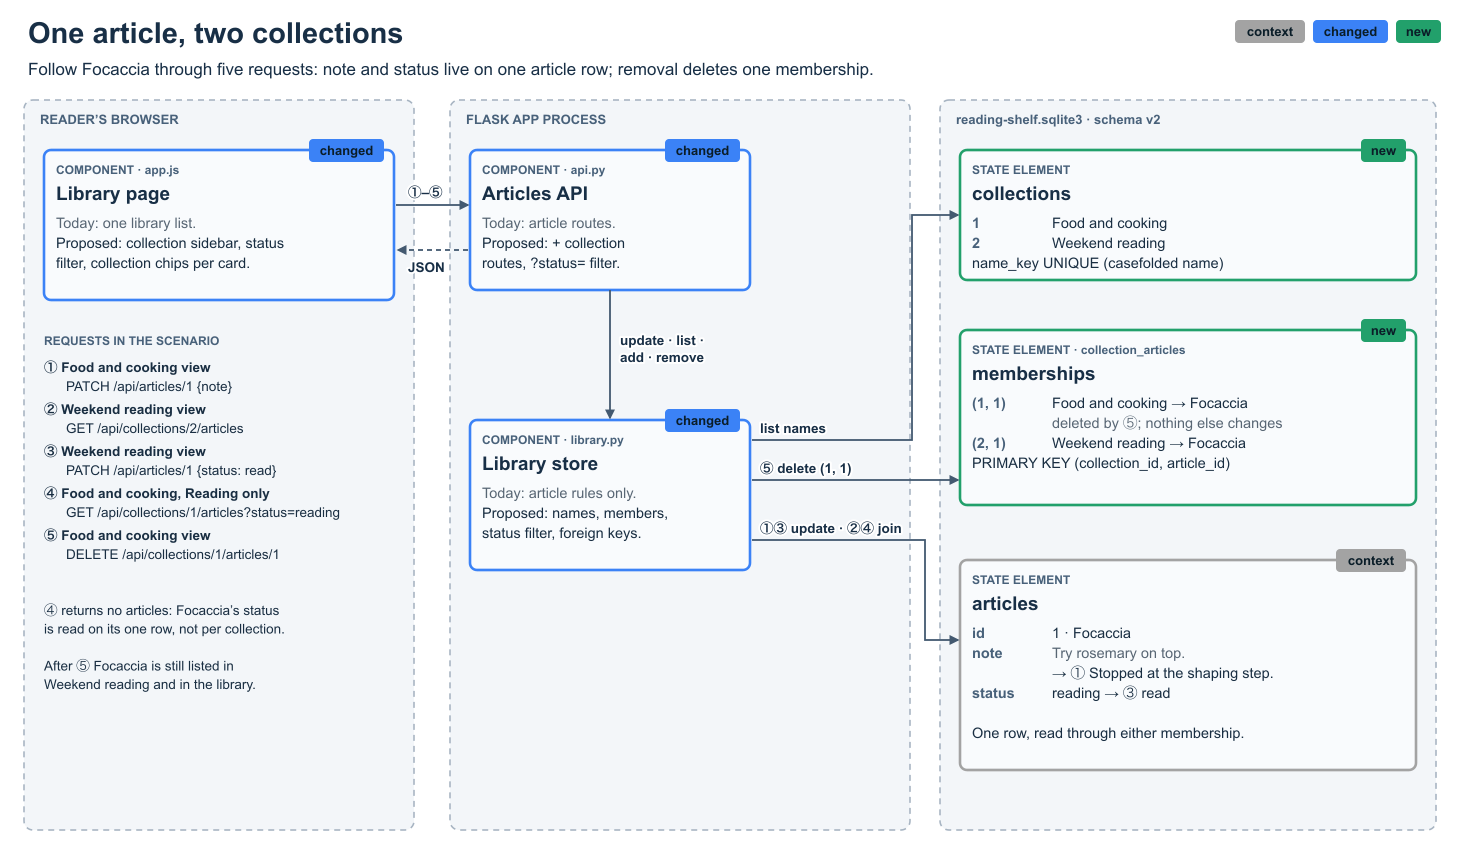 One article, two collections
context
changed
new
Follow Focaccia through five requests: note and status live on one article row; removal deletes one membership.
READER'S BROWSER
changed
COMPONENT · app.js
Library page
Today: one library list.
Proposed: collection sidebar, status
filter, collection chips per card.
①–⑤
JSON
REQUESTS IN THE SCENARIO
① Food and cooking view
PATCH /api/articles/1 {note}
② Weekend reading view
GET /api/collections/2/articles
③ Weekend reading view
PATCH /api/articles/1 {status: read}
④ Food and cooking, Reading only
GET /api/collections/1/articles?status=reading
⑤ Food and cooking view
DELETE /api/collections/1/articles/1
④ returns no articles: Focaccia's status
is read on its one row, not per collection.
After ⑤ Focaccia is still listed in
Weekend reading and in the library.
FLASK APP PROCESS
changed
COMPONENT · api.py
Articles API
Today: article routes.
Proposed: + collection
routes, ?status= filter.
update · list ·
add · remove
changed
COMPONENT · library.py
Library store
Today: article rules only.
Proposed: names, members,
status filter, foreign keys.
list names
⑤ delete (1, 1)
①③ update · ②④ join
reading-shelf.sqlite3 · schema v2
new
STATE ELEMENT
collections
1 Food and cooking
2 Weekend reading
name_key UNIQUE (casefolded name)
new
STATE ELEMENT · collection_articles
memberships
(1, 1) Food and cooking → Focaccia
deleted by ⑤; nothing else changes
(2, 1) Weekend reading → Focaccia
PRIMARY KEY (collection_id, article_id)
context
STATE ELEMENT
articles
id 1 · Focaccia
note Try rosemary on top.
→ ① Stopped at the shaping step.
status reading → ③ read
One row, read through either membership.